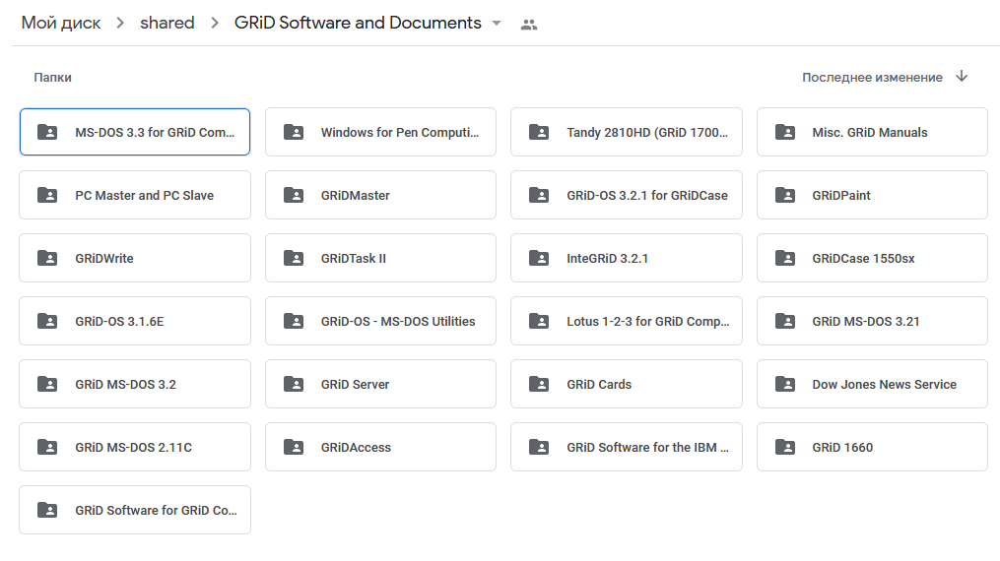 Мой диск > shared > GRiD Software and Documents
Папки
Последнее изменение
MS-DOS 3.3 for GRiD Com...
Windows for Pen Computi...
Tandy 2810HD (GRiD 1700...
Misc. GRiD Manuals
PC Master and PC Slave
GRiDMaster
GRiD-OS 3.2.1 for GRiDCase
GRiDPaint
GRiDWrite
GRiDTask II
InteGRiD 3.2.1
GRiDCase 1550sx
GRiD-OS 3.1.6E
GRiD-OS - MS-DOS Utilities
Lotus 1-2-3 for GRiD Comp...
GRiD MS-DOS 3.21
GRiD MS-DOS 3.2
GRiD Server
GRiD Cards
Dow Jones News Service
GRiD MS-DOS 2.11C
GRiDAccess
GRiD Software for the IBM ...
GRiD 1660
GRiD Software for GRiD Co...